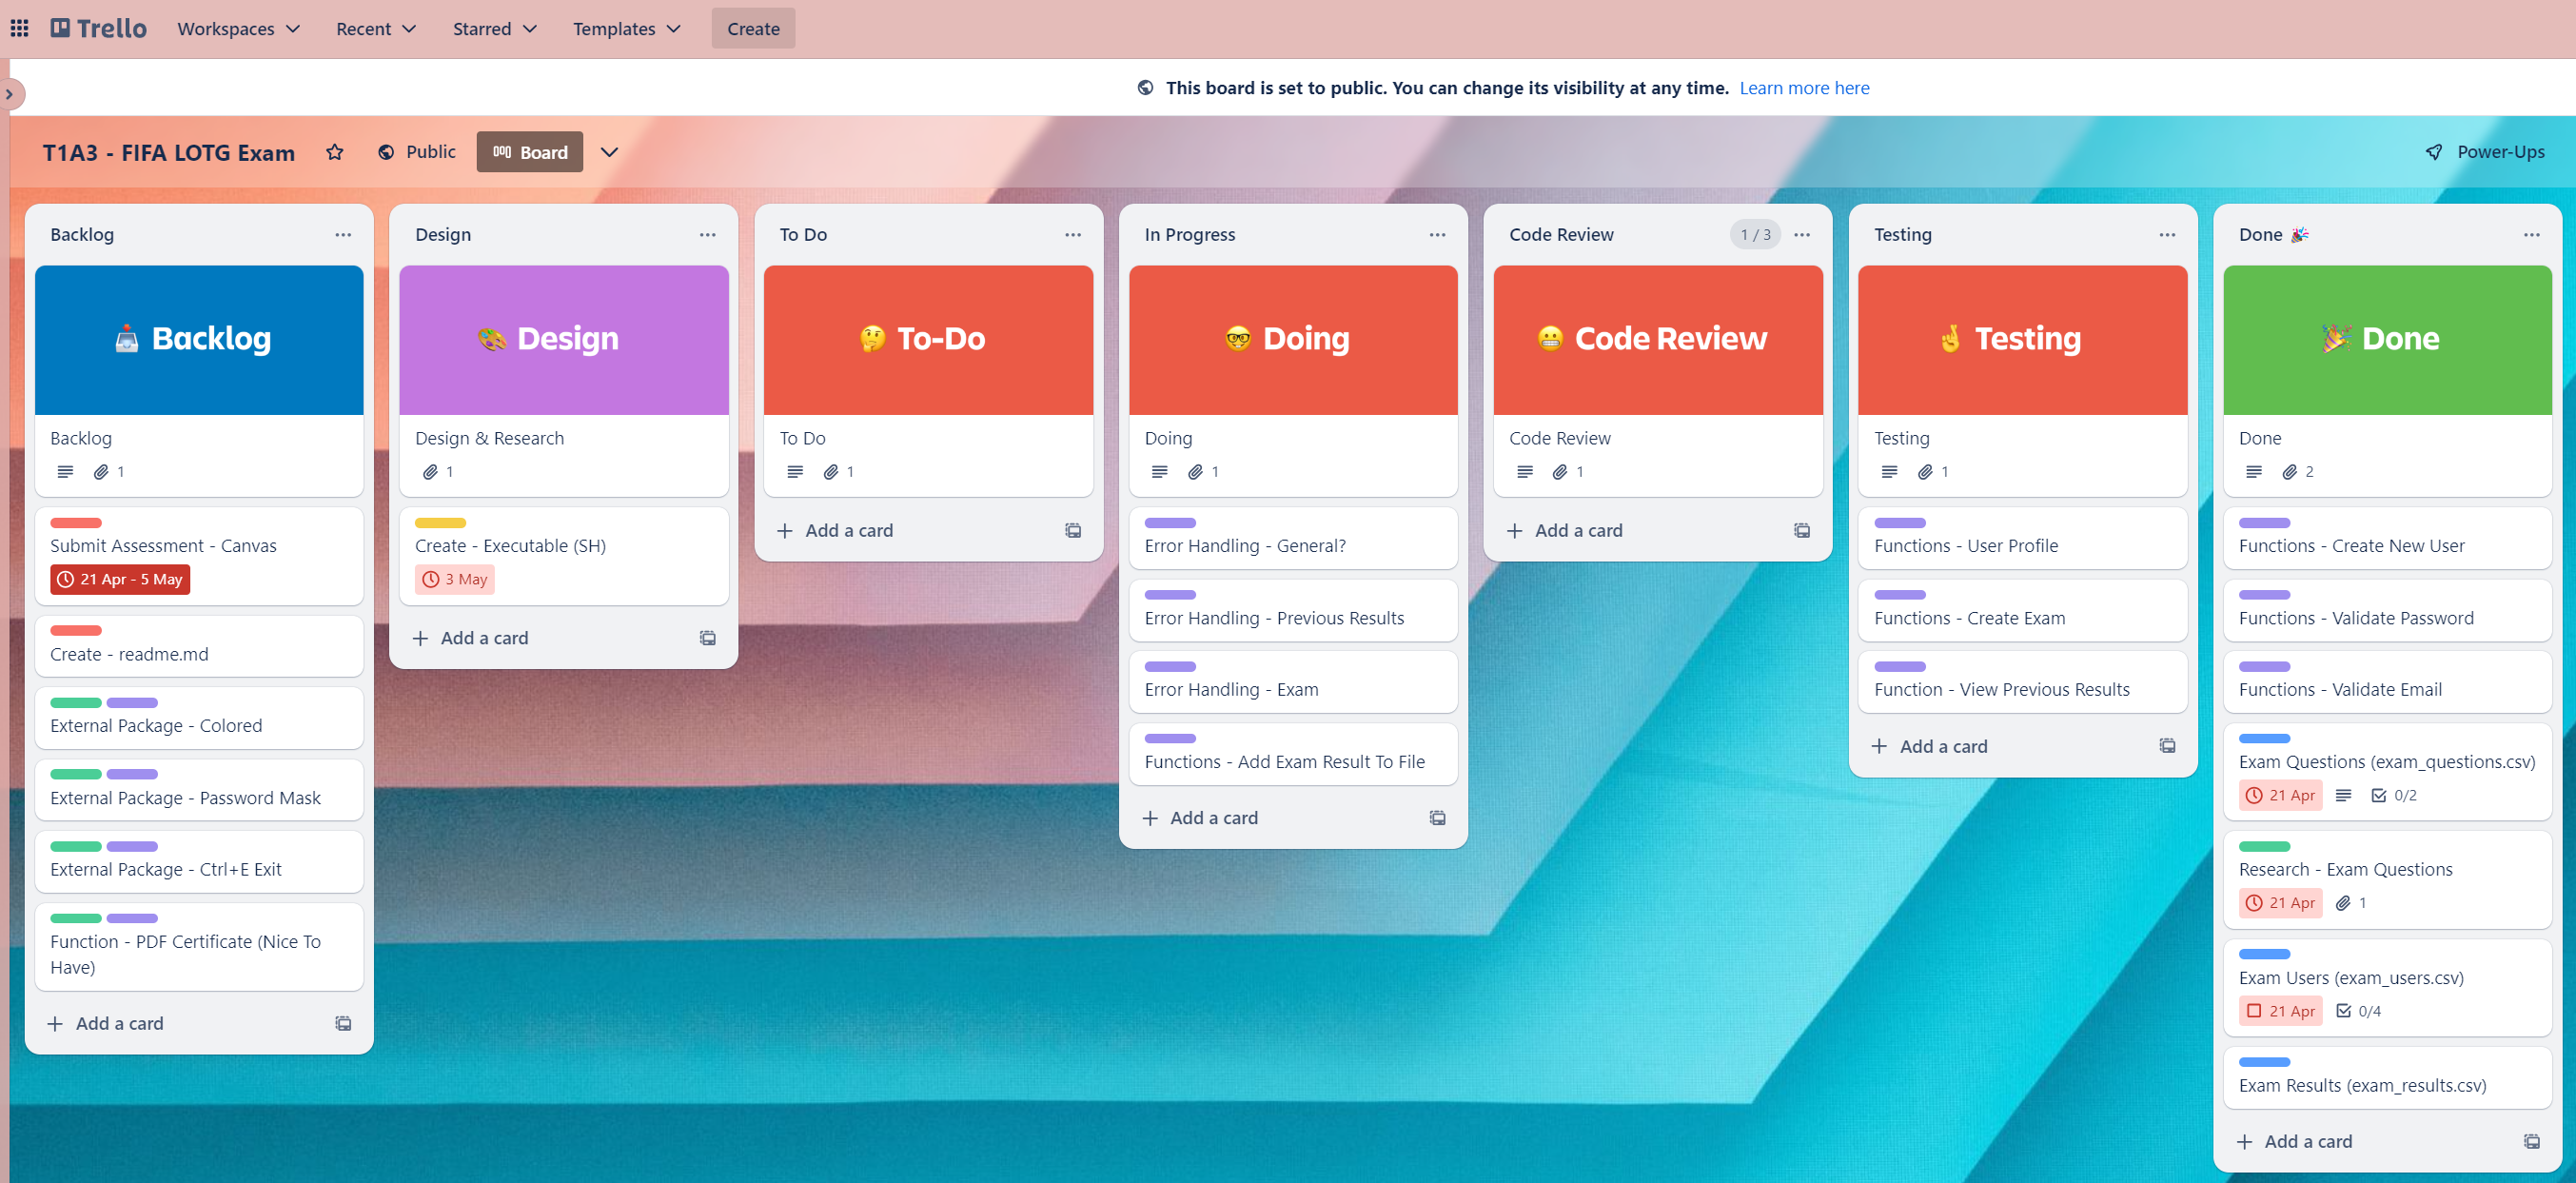 Trello Workspaces Recent Starred Templates Create
This board is set to public. You can change its visibility at any time. Learn more here
T1A3 - FIFA LOTG Exam Public Board Power-Ups
Backlog
Backlog
Backlog
1
Submit Assessment - Canvas
21 Apr - 5 May
Create - readme.md
External Package - Colored
External Package - Password Mask
External Package - Ctrl+E Exit
Function - PDF Certificate (Nice To
Have)
Add a card
Design
Design
Design & Research
1
Create - Executable (SH)
3 May
Add a card
To Do
To-Do
To Do
1
Add a card
In Progress
Doing
Doing
1
Error Handling - General?
Error Handling - Previous Results
Error Handling - Exam
Functions - Add Exam Result To File
Add a card
Code Review 1 / 3
Code Review
Code Review
1
Add a card
Testing
Testing
Testing
1
Functions - User Profile
Functions - Create Exam
Function - View Previous Results
Add a card
Done 🎉
Done
Done
2
Functions - Create New User
Functions - Validate Password
Functions - Validate Email
Exam Questions (exam_questions.csv)
21 Apr 0/2
Research - Exam Questions
21 Apr 1
Exam Users (exam_users.csv)
21 Apr 0/4
Exam Results (exam_results.csv)
Add a card